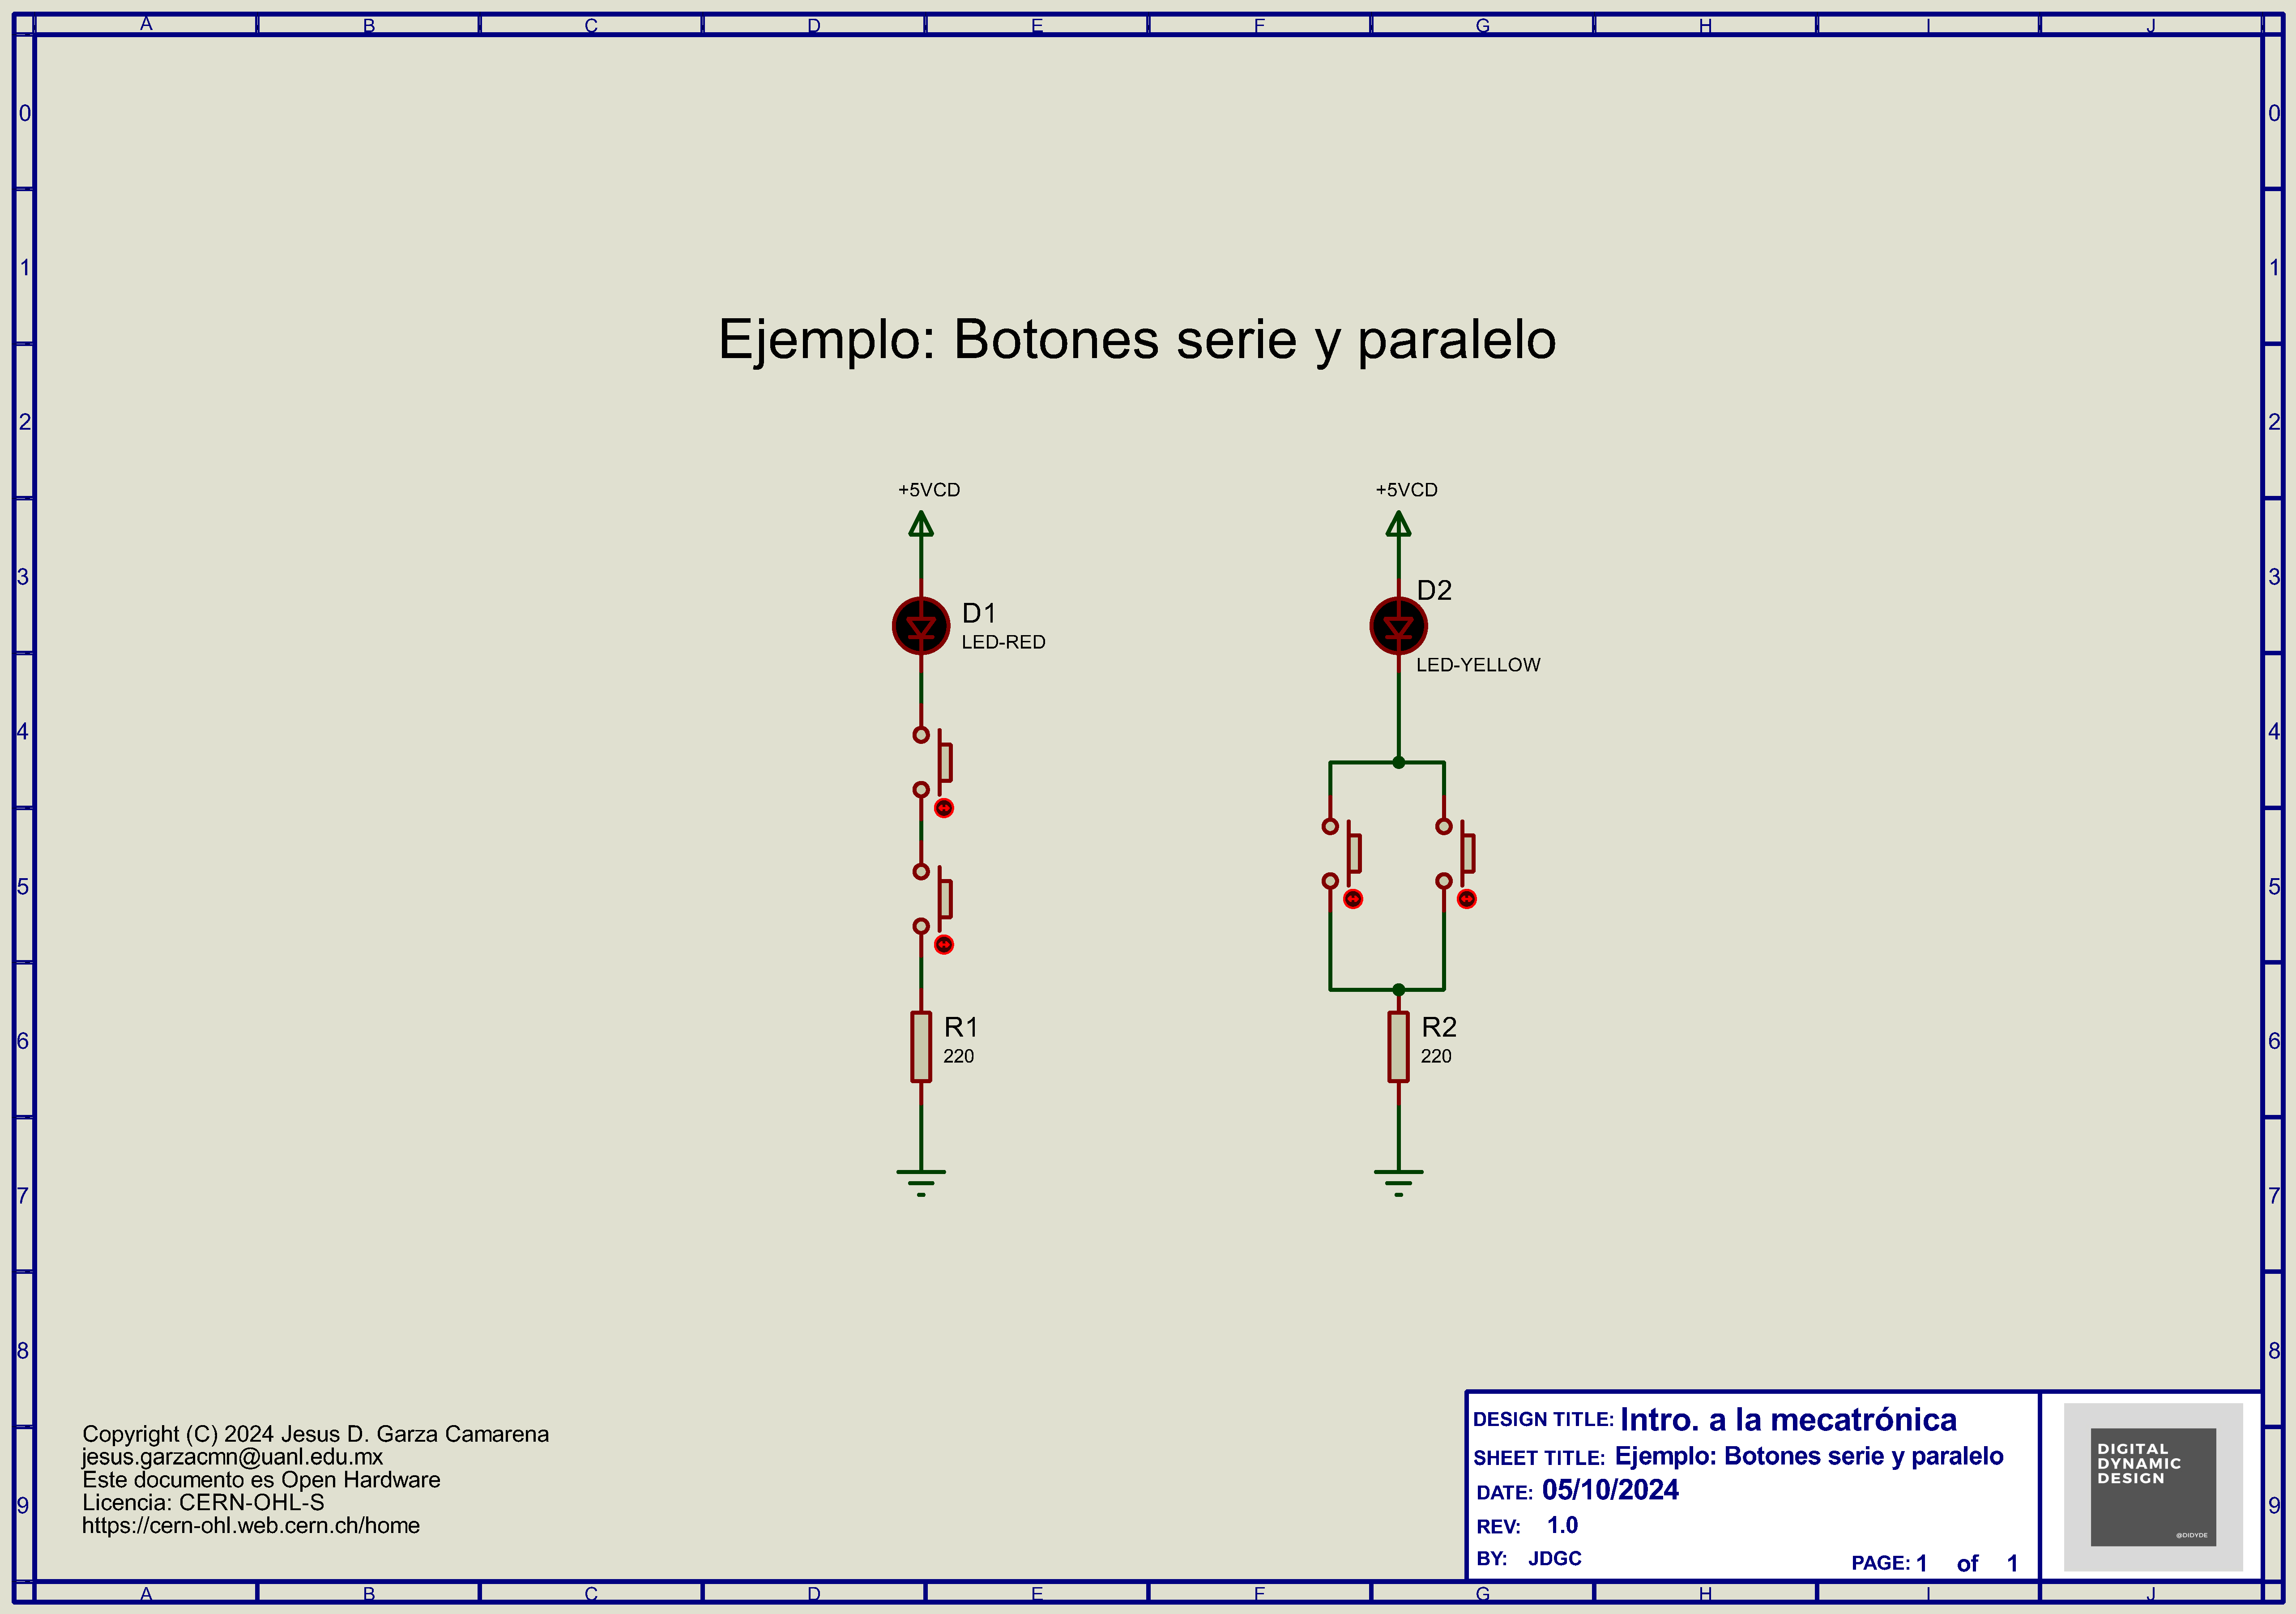 A B C D E F G H I J
0 0
1 1
Ejemplo: Botones serie y paralelo
2 2
+5VCD +5VCD
3 3
D1
LED-RED
D2
LED-YELLOW
4 4
5 5
R1
220
R2
220
6 6
7 7
8 8
9 9
Copyright (C) 2024 Jesus D. Garza Camarena
jesus.garzacmn@uanl.edu.mx
Este documento es Open Hardware
Licencia: CERN-OHL-S
https://cern-ohl.web.cern.ch/home
DESIGN TITLE: Intro. a la mecatrónica
SHEET TITLE: Ejemplo: Botones serie y paralelo
DATE: 05/10/2024
REV: 1.0
BY: JDGC
PAGE: 1 of 1
DIGITAL
DYNAMIC
DESIGN
@DIDYDE
A B C D E F G H I J